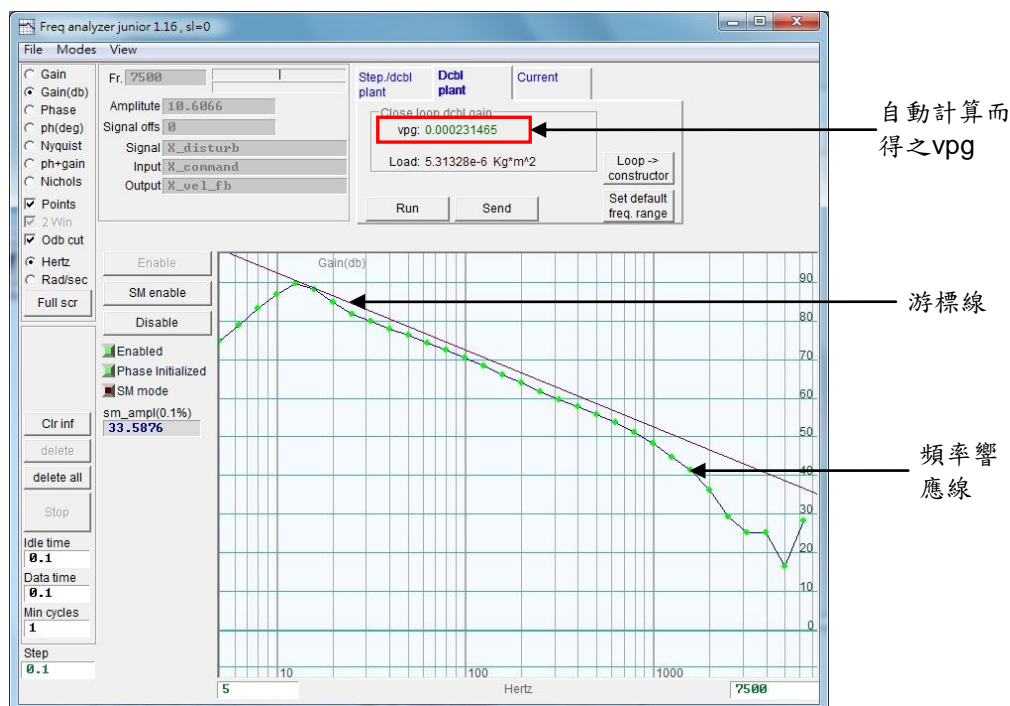 Freq analyzer junior 1.16 , sl=0
File Modes View
Gain
Gain(db)
Phase
ph(deg)
Nyquist
ph+gain
Nichols
Points
2 Win
Odb cut
Hertz
Rad/sec
Full scr
Fr. 7500
Amplitute 10.6066
Signal offs 0
Signal X_disturb
Input X_command
Output X_vel_fb
Step./dcbl plant
Dcbl plant
Current
Close loop dcbl gain
vpg: 0.000231465
Load: 5.31328e-6 Kg*m^2
Loop -> constructor
Run
Send
Set default freq. range
自動計算而
得之vpg
Enable
SM enable
Disable
Enabled
Phase Initialized
SM mode
sm_ampl(0.1%)
33.5876
Clr inf
delete
delete all
Stop
Idle time
0.1
Data time
0.1
Min cycles
1
Step
0.1
Gain(db)
90
80
70
60
50
40
30
20
10
0
10
100
1000
5
Hertz
7500
游標線
頻率響
應線